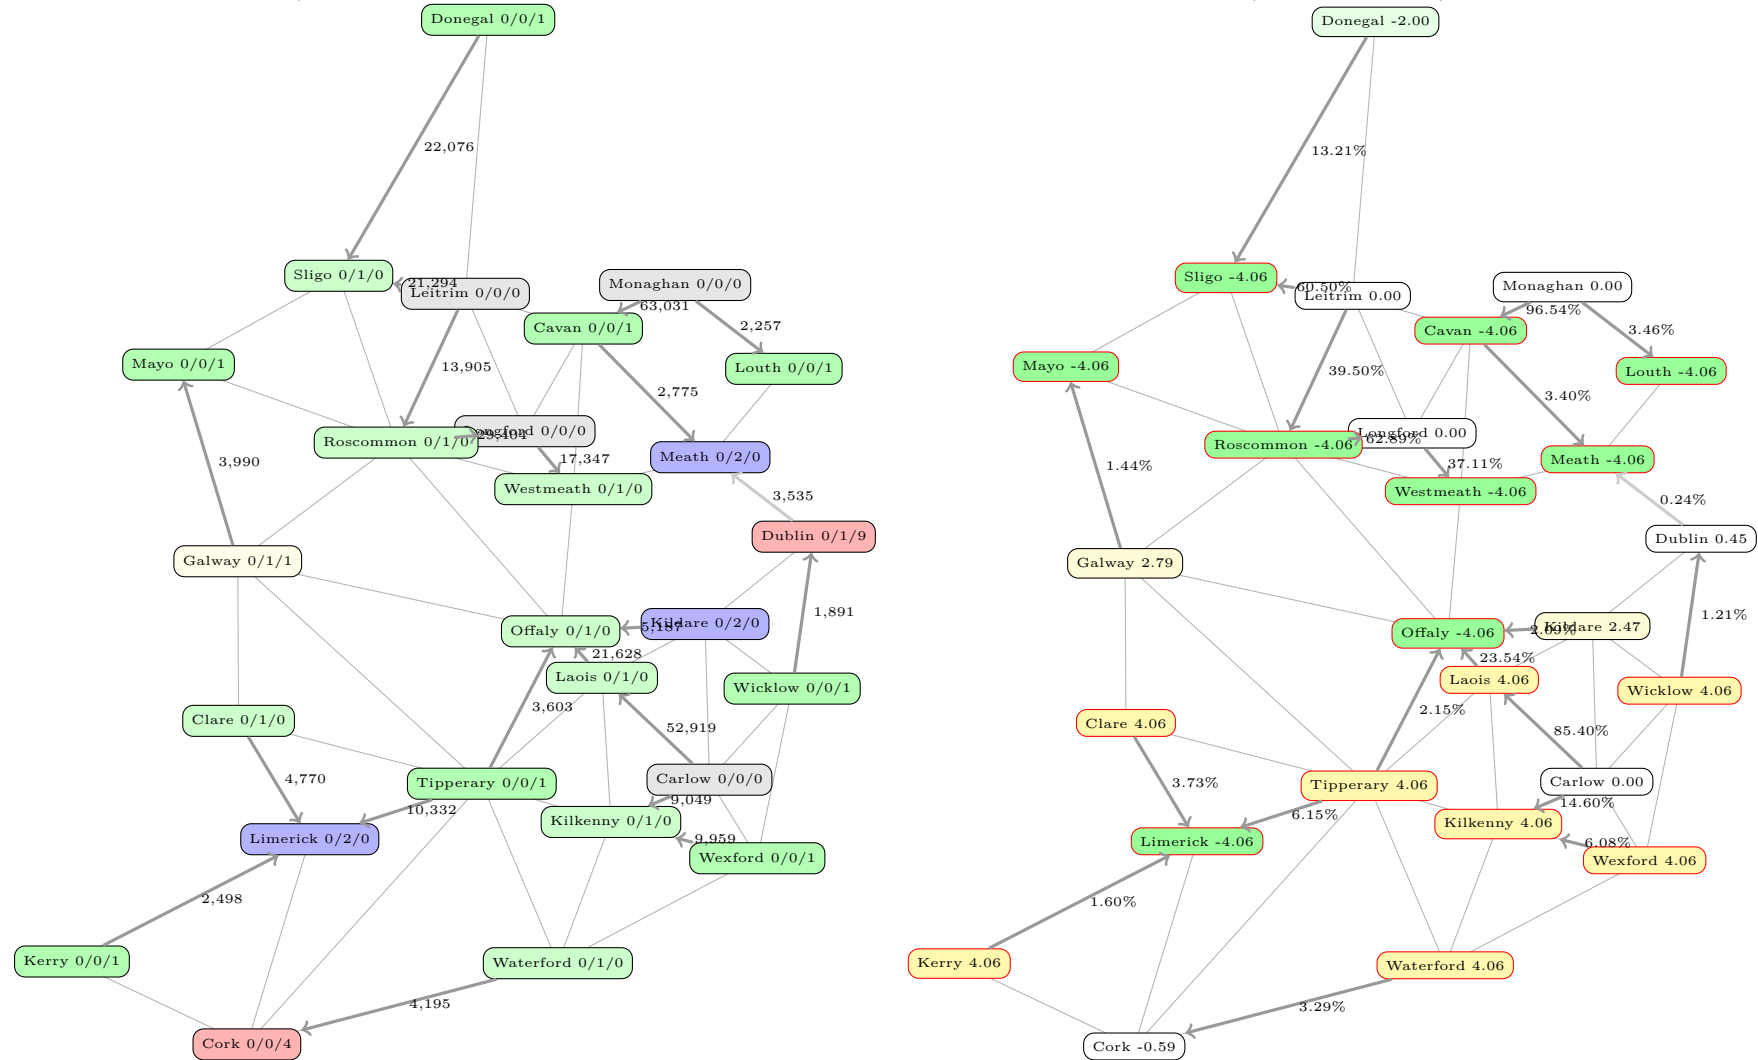 Donegal 0/0/1
22,076
Sligo 0/1/0
21,294
Leitrim 0/0/0
Monaghan 0/0/0
63,031
Cavan 0/0/1
2,257
Mayo 0/0/1
13,905
Louth 0/0/1
2,775
Roscommon 0/1/0
29,404
Longford 0/0/0
3,990
17,347
Meath 0/2/0
Westmeath 0/1/0
3,535
Dublin 0/1/9
Galway 0/1/1
1,891
Offaly 0/1/0
5,187
Kildare 0/2/0
21,628
Laois 0/1/0
Wicklow 0/0/1
3,603
Clare 0/1/0
52,919
4,770
Tipperary 0/0/1
Carlow 0/0/0
10,332
9,049
Kilkenny 0/1/0
Limerick 0/2/0
9,959
Wexford 0/0/1
2,498
Kerry 0/0/1
Waterford 0/1/0
4,195
Cork 0/0/4
Donegal -2.00
13.21%
Sligo -4.06
60.50%
Leitrim 0.00
Monaghan 0.00
96.54%
Cavan -4.06
3.46%
Mayo -4.06
39.50%
Louth -4.06
3.40%
Roscommon -4.06
62.89%
Longford 0.00
1.44%
37.11%
Meath -4.06
Westmeath -4.06
0.24%
Dublin 0.45
Galway 2.79
1.21%
Offaly -4.06
2.09%
Kildare 2.47
23.54%
Laois 4.06
Wicklow 4.06
2.15%
Clare 4.06
85.40%
3.73%
Tipperary 4.06
Carlow 0.00
6.15%
14.60%
Kilkenny 4.06
Limerick -4.06
6.08%
Wexford 4.06
1.60%
Kerry 4.06
Waterford 4.06
3.29%
Cork -0.59